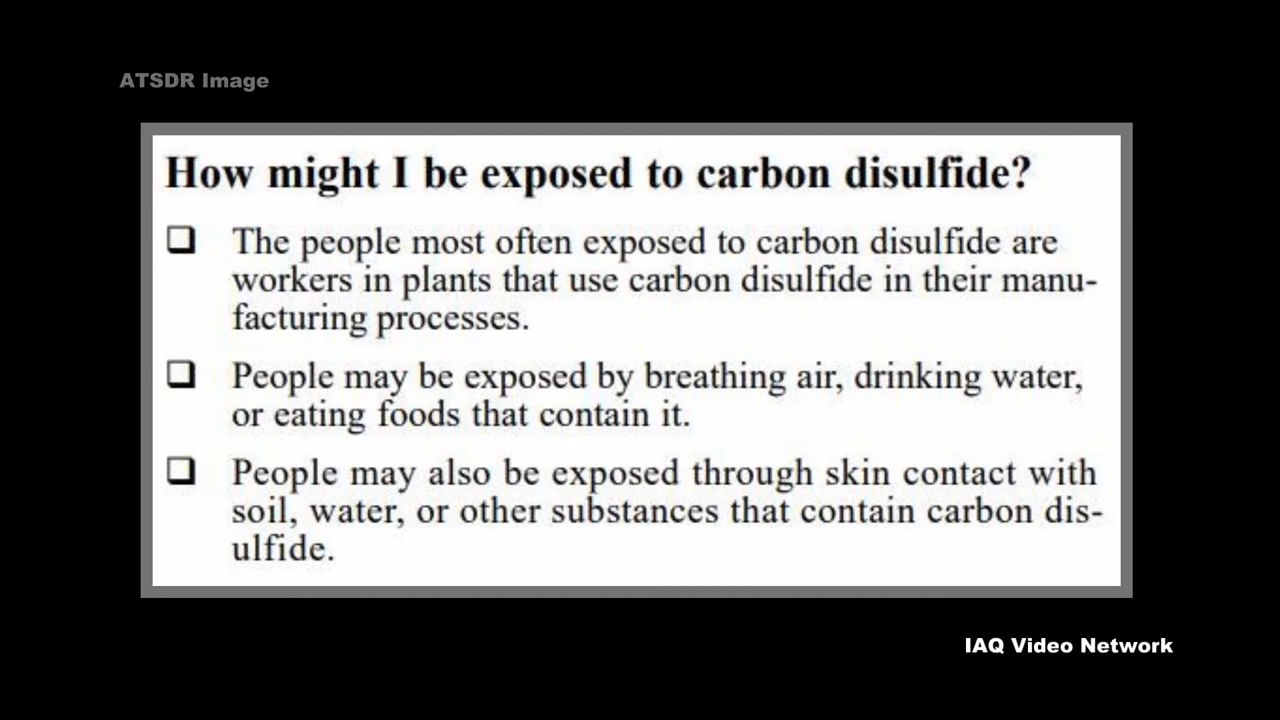 ATSDR Image
How might I be exposed to carbon disulfide?
❑ The people most often exposed to carbon disulfide are
workers in plants that use carbon disulfide in their manu-
facturing processes.
❑ People may be exposed by breathing air, drinking water,
or eating foods that contain it.
❑ People may also be exposed through skin contact with
soil, water, or other substances that contain carbon dis-
ulfide.
IAQ Video Network